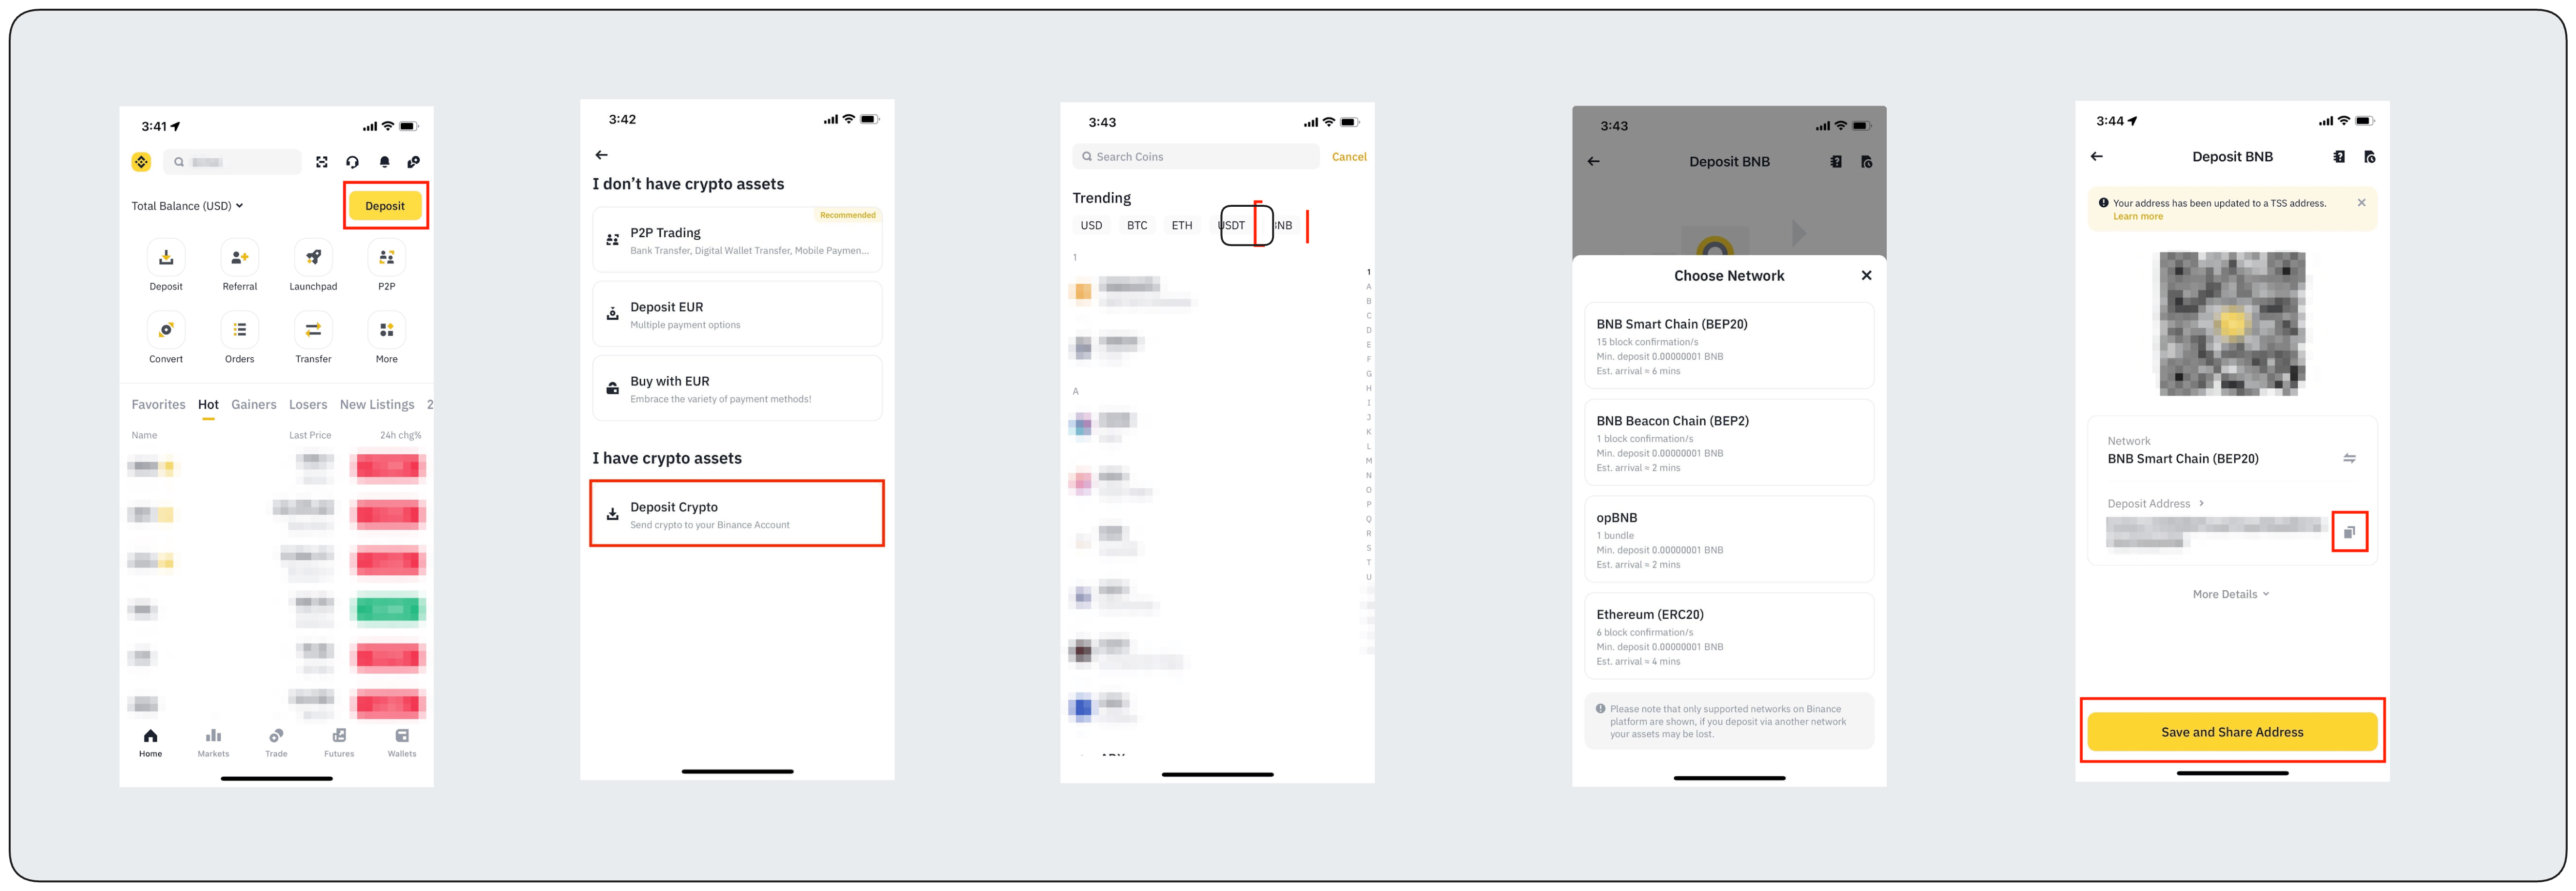 3:41
Total Balance (USD)
Deposit
Deposit
Referral
Launchpad
P2P
Convert
Orders
Transfer
More
Favorites Hot Gainers Losers New Listings 2
Name Last Price 24h chg%
Home
Markets
Trade
Futures
Wallets
3:42
I don't have crypto assets
Recommended
P2P Trading
Bank Transfer, Digital Wallet Transfer, Mobile Paymen...
Deposit EUR
Multiple payment options
Buy with EUR
Embrace the variety of payment methods!
I have crypto assets
Deposit Crypto
Send crypto to your Binance Account
3:43
Search Coins
Cancel
Trending
USD BTC ETH USDT BNB
1
A
1
A
B
C
D
E
F
G
H
I
J
K
L
M
N
O
P
Q
R
S
T
U
3:43
Deposit BNB
Choose Network
BNB Smart Chain (BEP20)
15 block confirmation/s
Min. deposit 0.00000001 BNB
Est. arrival ≈ 6 mins
BNB Beacon Chain (BEP2)
1 block confirmation/s
Min. deposit 0.00000001 BNB
Est. arrival ≈ 2 mins
opBNB
1 bundle
Min. deposit 0.00000001 BNB
Est. arrival ≈ 2 mins
Ethereum (ERC20)
6 block confirmation/s
Min. deposit 0.00000001 BNB
Est. arrival ≈ 4 mins
Please note that only supported networks on Binance
platform are shown, if you deposit via another network
your assets may be lost.
3:44
Deposit BNB
Your address has been updated to a TSS address.
Learn more
Network
BNB Smart Chain (BEP20)
Deposit Address
More Details
Save and Share Address